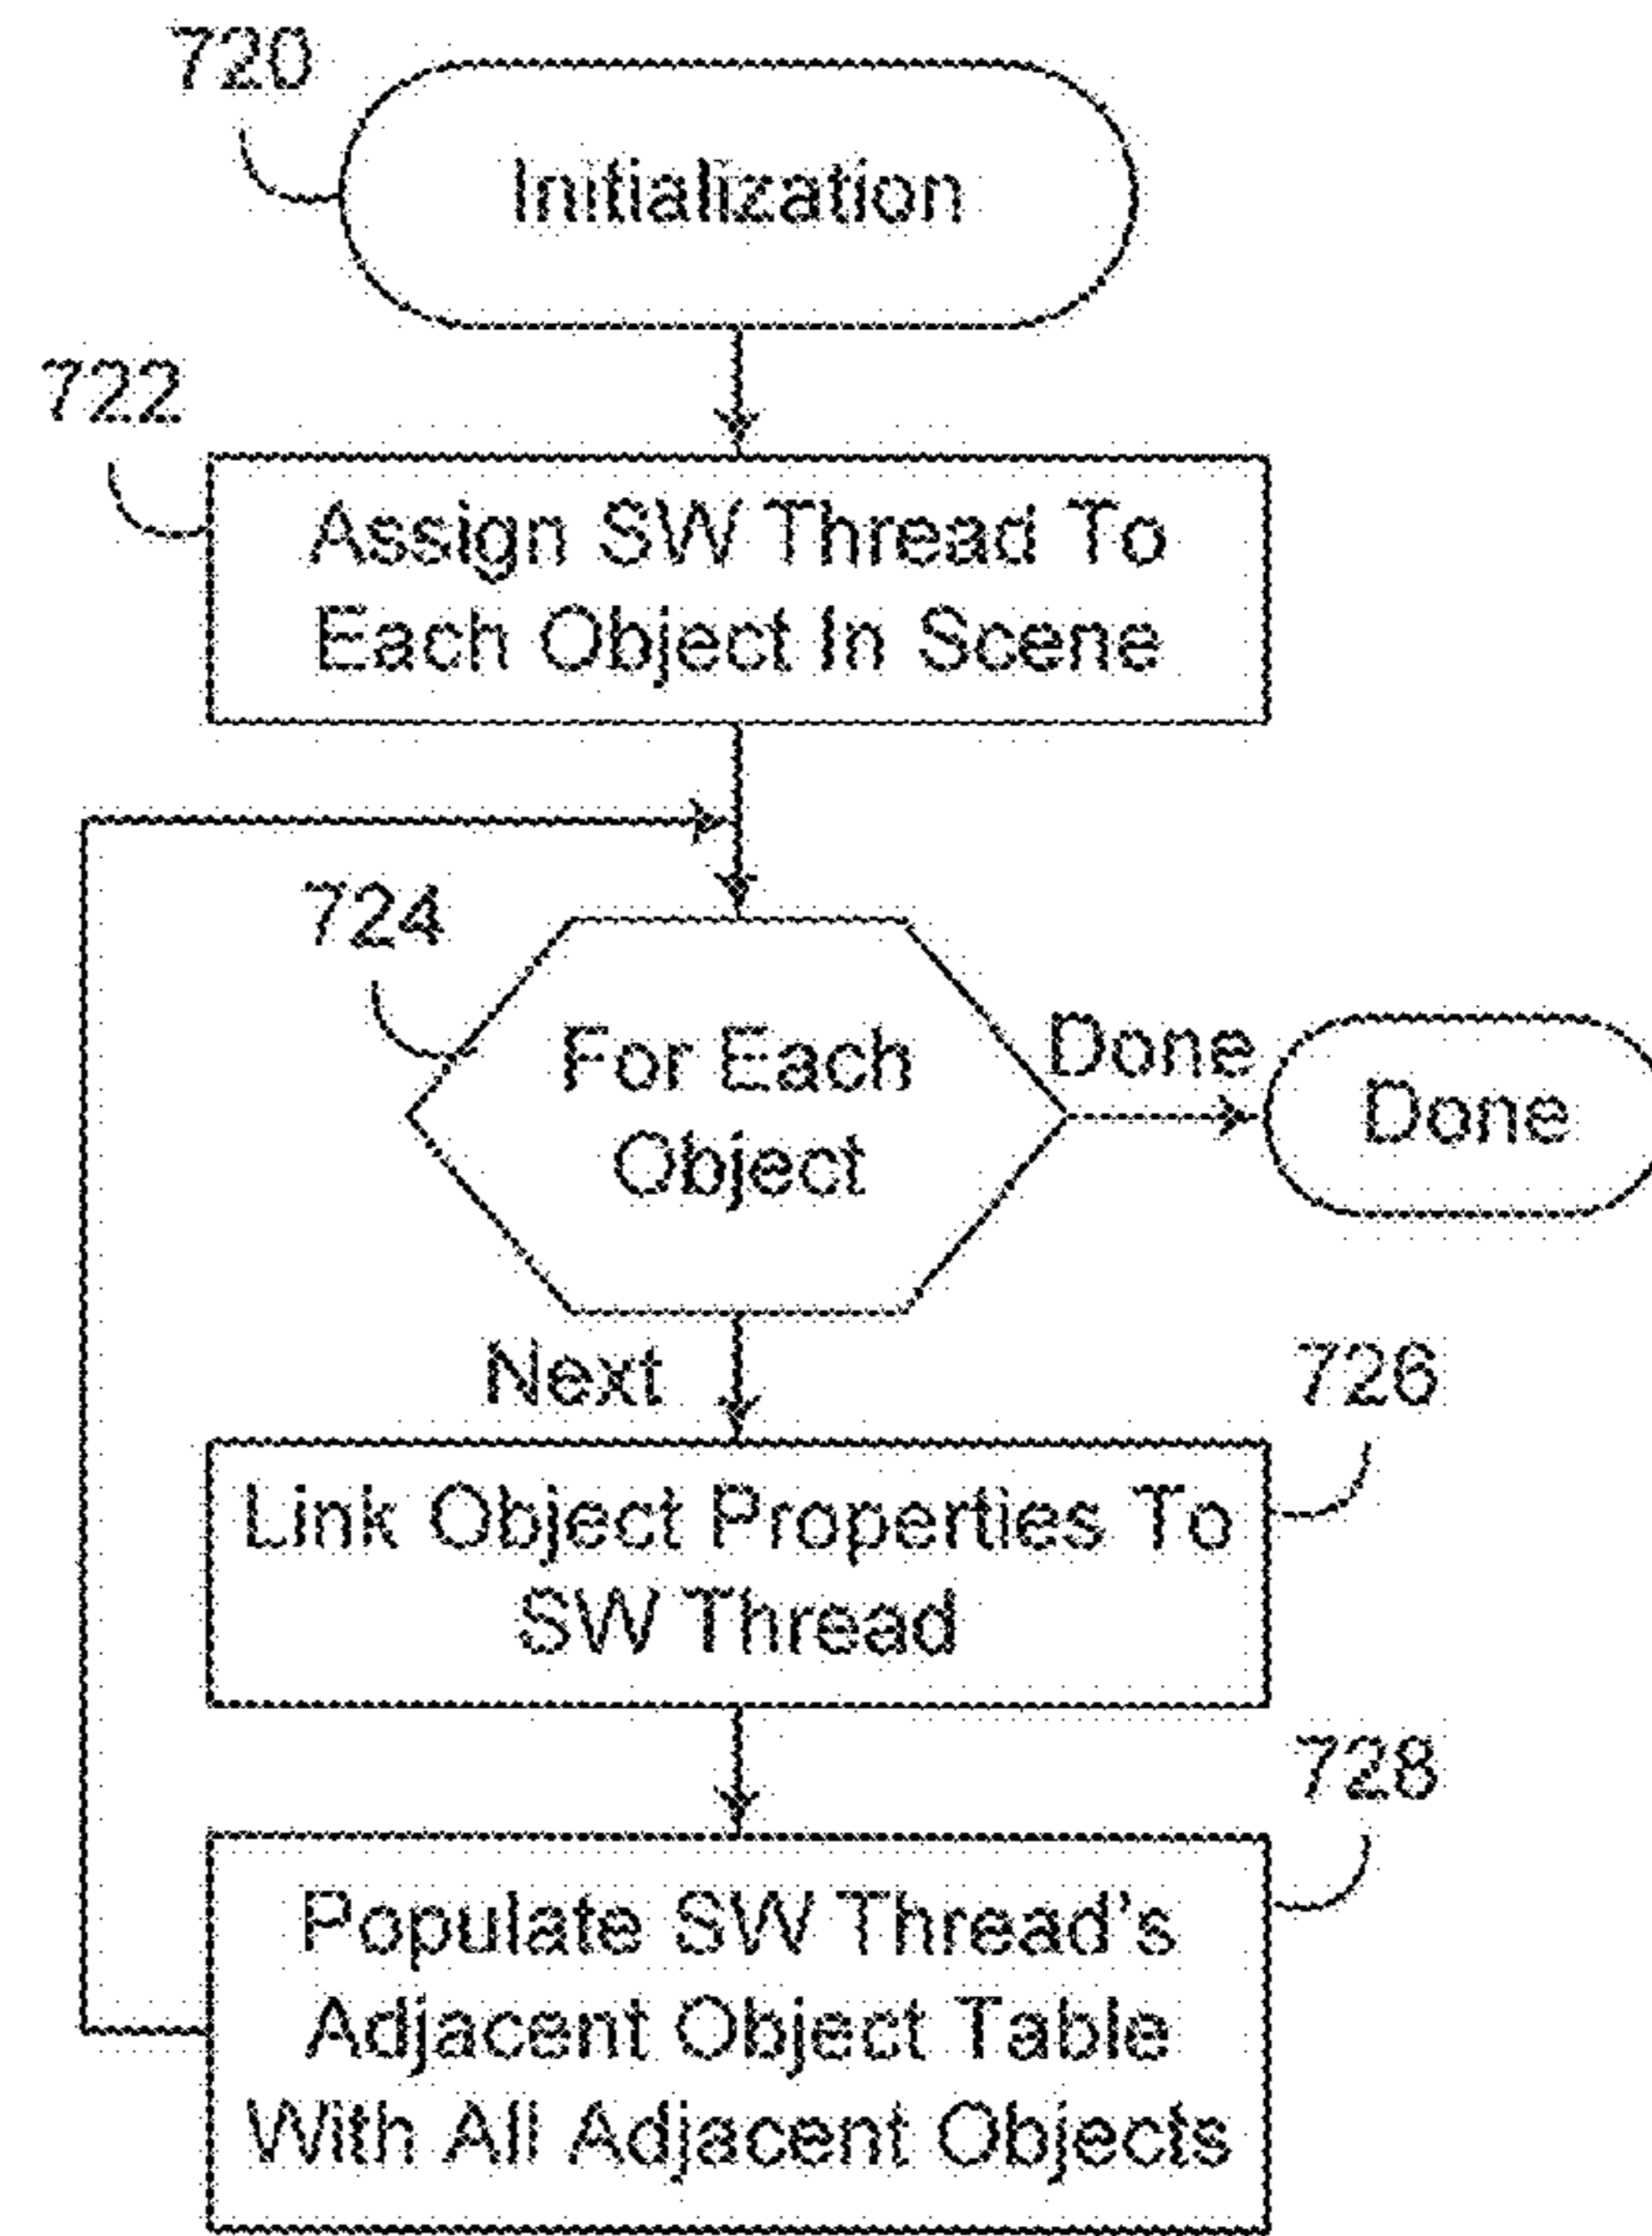 720
Initialization
722
Assign SW Thread To
Each Object In Scene
724
For Each
Object
Done
Done
Next
726
Link Object Properties To
SW Thread
728
Populate SW Thread's
Adjacent Object Table
With All Adjacent Objects